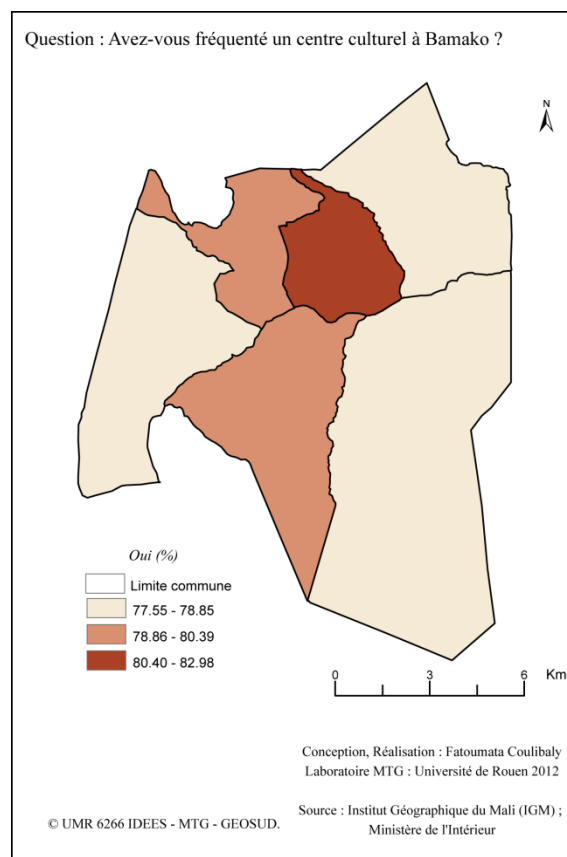 Question : Avez-vous fréquenté un centre culturel à Bamako ?
N
Oui (%)
Limite commune
77.55 - 78.85
78.86 - 80.39
80.40 - 82.98
0 3 6 Km
Conception, Réalisation : Fatoumata Coulibaly
Laboratoire MTG : Université de Rouen 2012
© UMR 6266 IDEES - MTG - GEOSUD.
Source : Institut Géographique du Mali (IGM) ;
Ministère de l'Intérieur